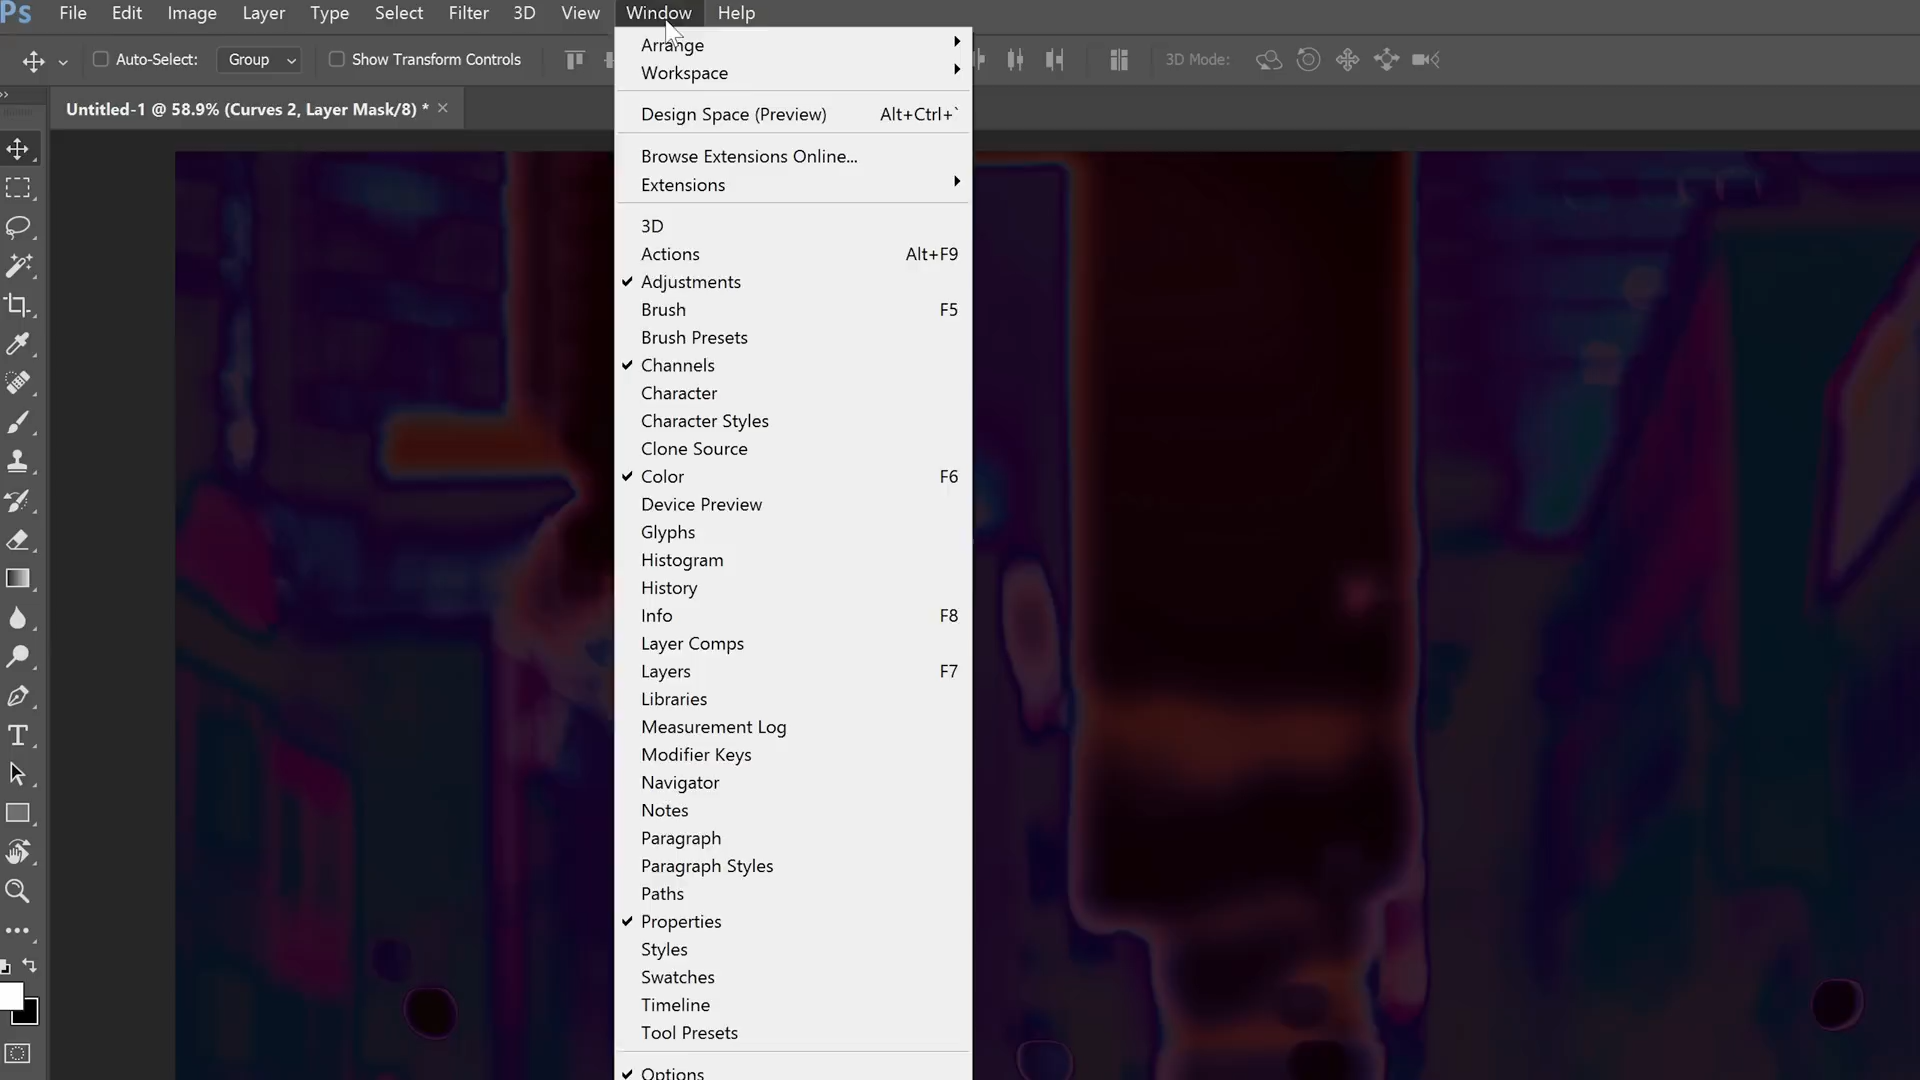 Ps File Edit Image Layer Type Select Filter 3D View Window Help
Auto-Select: Group Show Transform Controls 3D Mode:
Untitled-1 @ 58.9% (Curves 2, Layer Mask/8) * ×
Arrange
Workspace
Design Space (Preview) Alt+Ctrl+`
Browse Extensions Online...
Extensions
3D
Actions Alt+F9
Adjustments
Brush F5
Brush Presets
Channels
Character
Character Styles
Clone Source
Color F6
Device Preview
Glyphs
Histogram
History
Info F8
Layer Comps
Layers F7
Libraries
Measurement Log
Modifier Keys
Navigator
Notes
Paragraph
Paragraph Styles
Paths
Properties
Styles
Swatches
Timeline
Tool Presets
Options